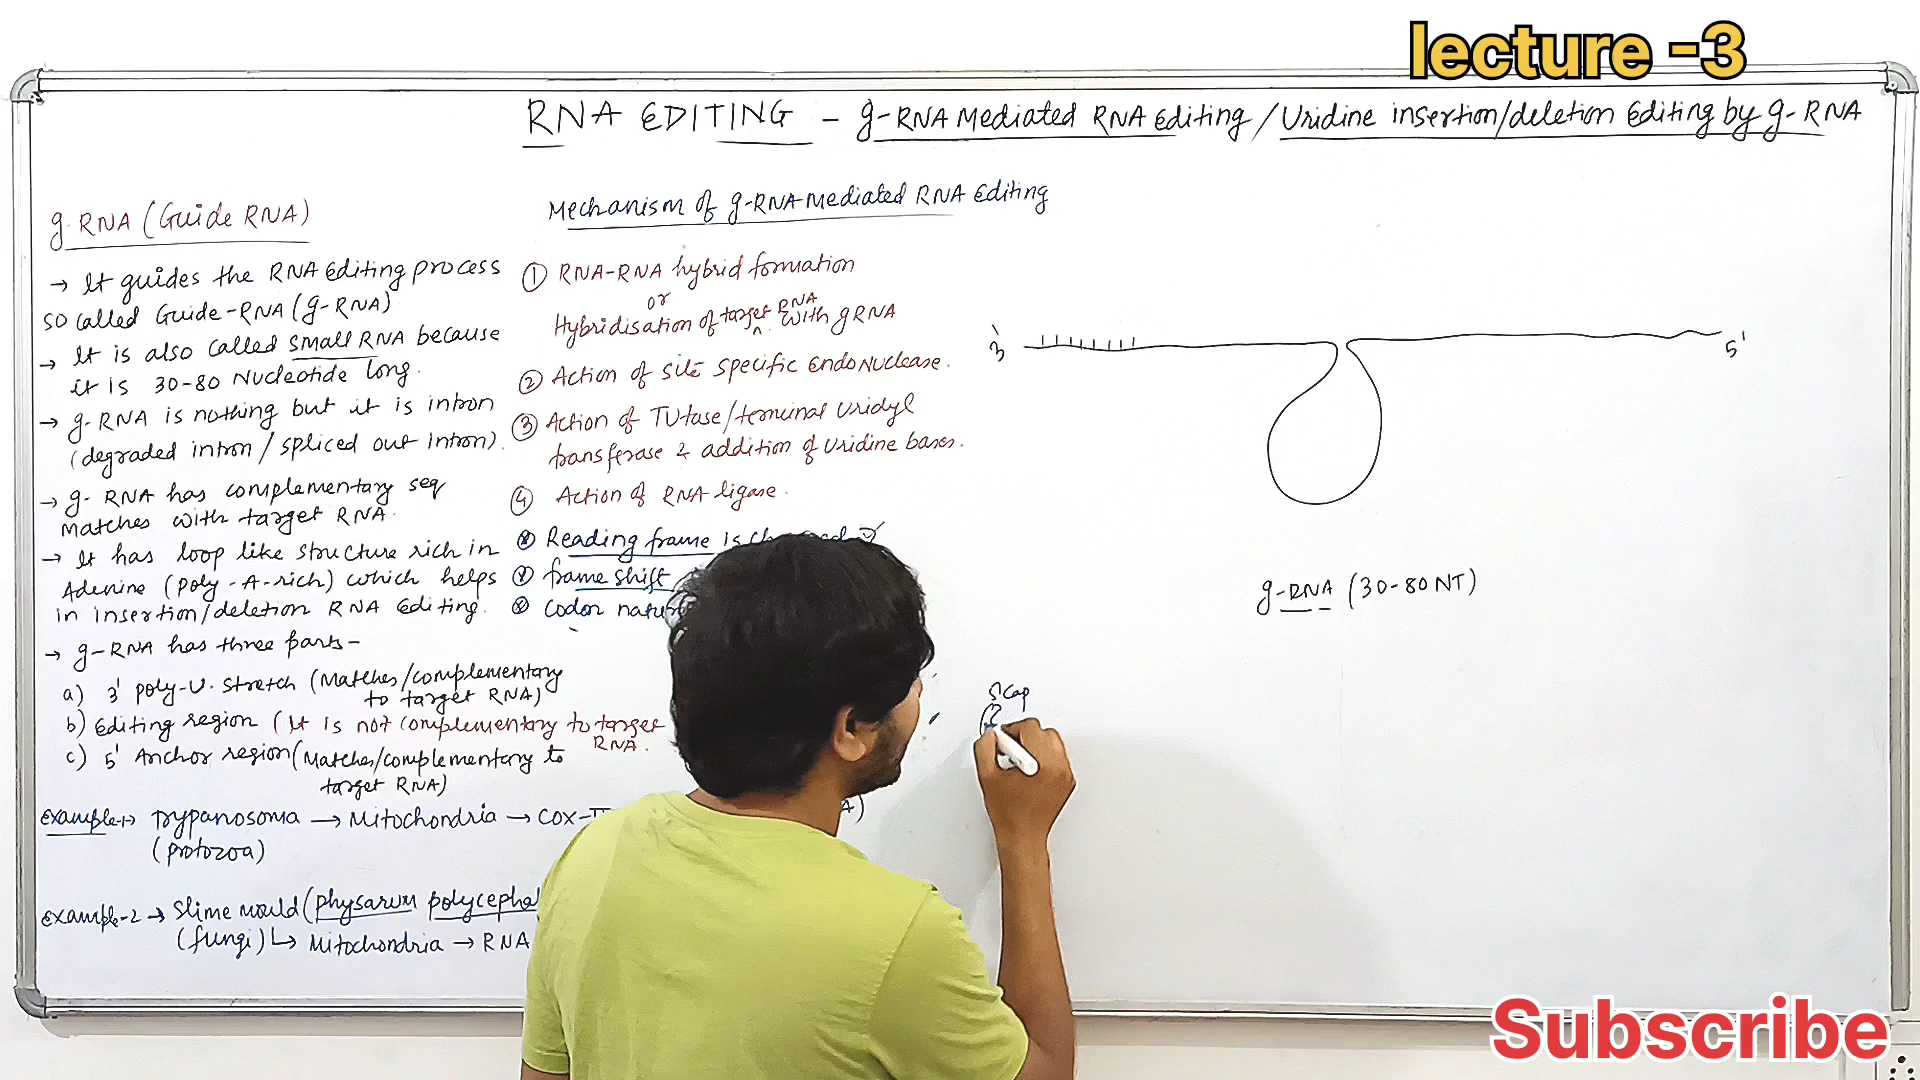 lecture -3
RNA EDITING - g-RNA Mediated RNA Editing / Uridine insertion/deletion Editing by g-RNA
g-RNA (Guide RNA)
→ It guides the RNA Editing process
so called Guide-RNA (g-RNA)
→ It is also called small RNA because
it is 30-80 Nucleotide long.
→ g-RNA is nothing but it is intron
(degraded intron / spliced out intron).
→ g-RNA has complementary seq
Matches with target RNA.
→ It has loop like structure rich in
Adenine (poly-A-rich) which helps
in insertion/deletion RNA Editing.
→ g-RNA has three parts-
a) 3' poly-U. stretch (Matches/complementary
to target RNA)
b) Editing region (It is not complementary to target
RNA.
c) 5' Anchor region (Matches/complementary to
target RNA)
Example-1→ Trypanosoma → Mitochondria → COX-
(protozoa)
Example-2 → Slime mould (physarum
(fungi) ↳ Mitochondria → RNA
Mechanism of g-RNA Mediated RNA Editing
① RNA-RNA hybrid formation
or
Hybridisation of target RNA with gRNA
② Action of site specific Endonuclease.
③ Action of TUtase/terminal Uridyl
transferase & addition of Uridine bases.
④ Action of RNA ligase.
Reading frame is
frame shift
Codon
3'
5'
g-RNA (30-80 NT)
5'Cap
Subscribe